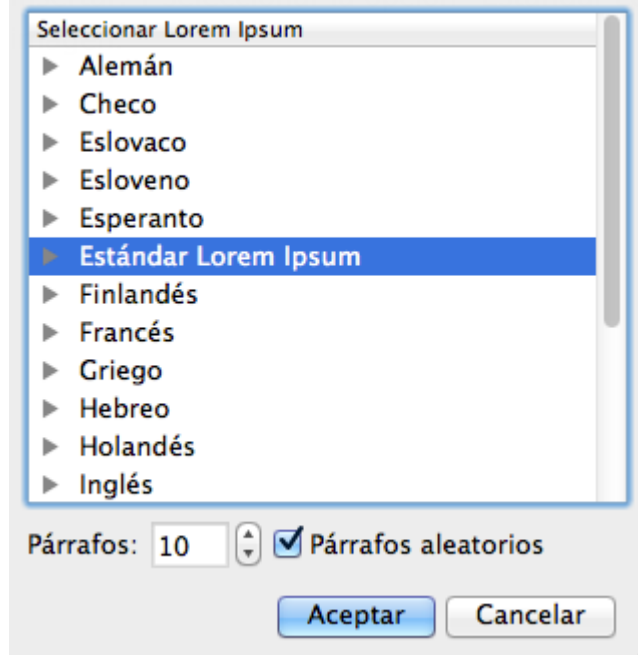 Seleccionar Lorem Ipsum
Alemán
Checo
Eslovaco
Esloveno
Esperanto
Estándar Lorem Ipsum
Finlandés
Francés
Griego
Hebreo
Holandés
Inglés
Párrafos: 10 Párrafos aleatorios
Aceptar Cancelar